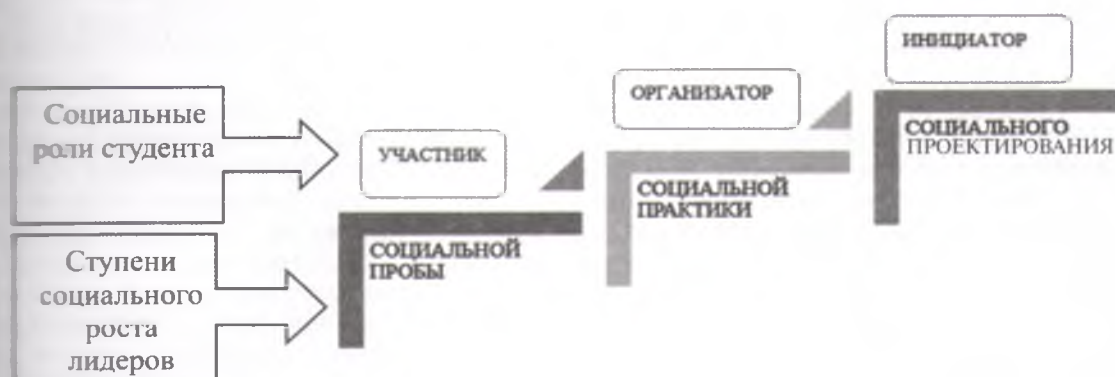 Социальные
роли студента
УЧАСТНИК
ОРГАНИЗАТОР
ИНИЦИАТОР
Ступени
социального
роста
лидеров
СОЦИАЛЬНОЙ
ПРОБЫ
СОЦИАЛЬНОЙ
ПРАКТИКИ
СОЦИАЛЬНОГО
ПРОЕКТИРОВАНИЯ